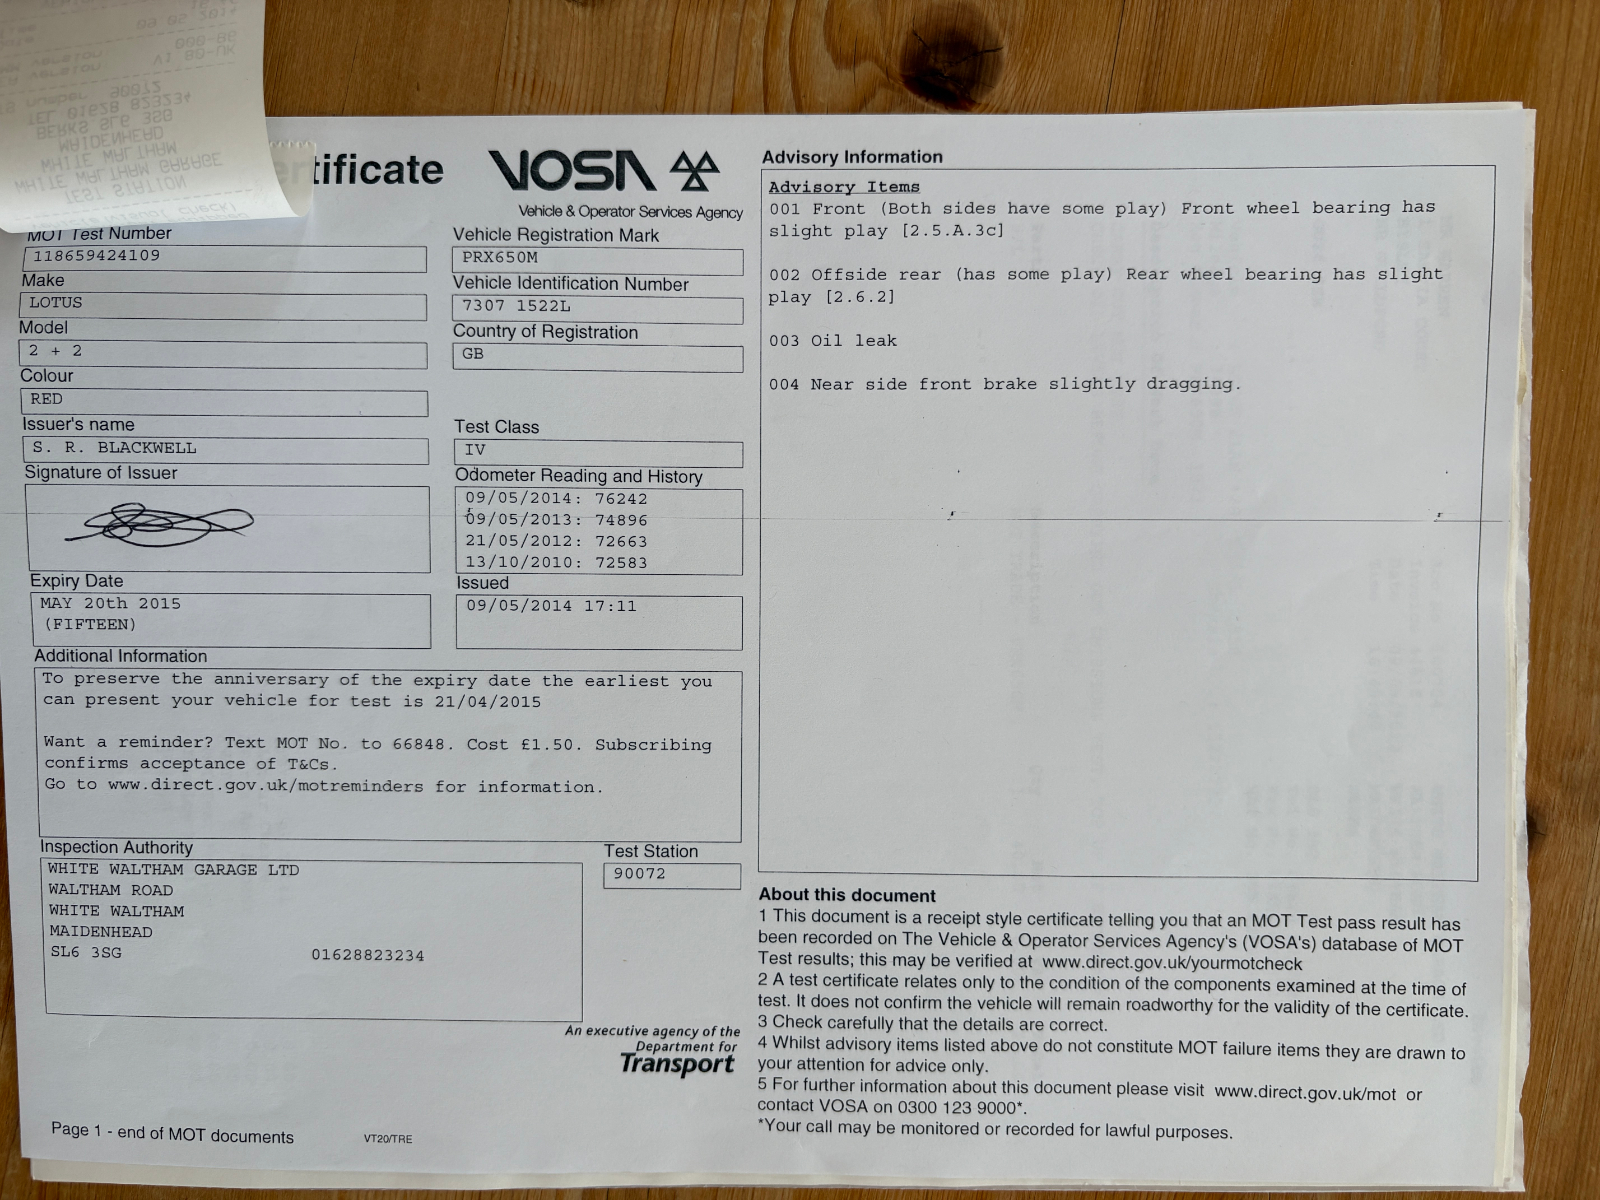 tificate
VOSA
Vehicle & Operator Services Agency
MOT Test Number
118659424109
Make
LOTUS
Model
2 + 2
Colour
RED
Issuer's name
S. R. BLACKWELL
Signature of Issuer
Expiry Date
MAY 20th 2015
(FIFTEEN)
Vehicle Registration Mark
PRX650M
Vehicle Identification Number
7307 1522L
Country of Registration
GB
Test Class
IV
Odometer Reading and History
09/05/2014: 76242
09/05/2013: 74896
21/05/2012: 72663
13/10/2010: 72583
Issued
09/05/2014 17:11
Additional Information
To preserve the anniversary of the expiry date the earliest you
can present your vehicle for test is 21/04/2015
Want a reminder? Text MOT No. to 66848. Cost £1.50. Subscribing
confirms acceptance of T&Cs.
Go to www.direct.gov.uk/motreminders for information.
Inspection Authority
WHITE WALTHAM GARAGE LTD
WALTHAM ROAD
WHITE WALTHAM
MAIDENHEAD
SL6 3SG 01628823234
Test Station
90072
An executive agency of the
Department for
Transport
Page 1 - end of MOT documents
VT20/TRE
Advisory Information
Advisory Items
001 Front (Both sides have some play) Front wheel bearing has
slight play [2.5.A.3c]
002 Offside rear (has some play) Rear wheel bearing has slight
play [2.6.2]
003 Oil leak
004 Near side front brake slightly dragging.
About this document
1 This document is a receipt style certificate telling you that an MOT Test pass result has
been recorded on The Vehicle & Operator Services Agency's (VOSA's) database of MOT
Test results; this may be verified at www.direct.gov.uk/yourmotcheck
2 A test certificate relates only to the condition of the components examined at the time of
test. It does not confirm the vehicle will remain roadworthy for the validity of the certificate.
3 Check carefully that the details are correct.
4 Whilst advisory items listed above do not constitute MOT failure items they are drawn to
your attention for advice only.
5 For further information about this document please visit www.direct.gov.uk/mot or
contact VOSA on 0300 123 9000*.
*Your call may be monitored or recorded for lawful purposes.
TEST STATION
WHITE WALTHAM GARAGE
WHITE WALTHAM
MAIDENHEAD
BERKS SL6 3SG
TEL 01628 823234